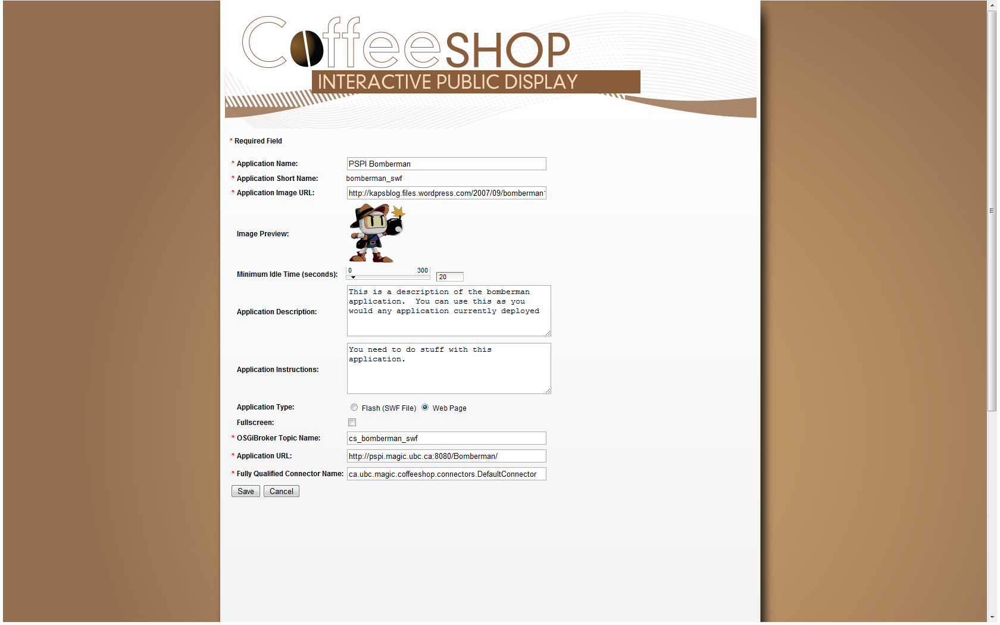 CoffeeSHOP
INTERACTIVE PUBLIC DISPLAY
* Required Field
* Application Name: PSPI Bomberman
* Application Short Name: bomberman_swf
* Application Image URL: http://kapsblog.files.wordpress.com/2007/09/bomberman
Image Preview:
0 300
Minimum Idle Time (seconds): 20
This is a description of the bomberman
application.  You can use this as you
would any application currently deployed
Application Description:
You need to do stuff with this
application.
Application Instructions:
Application Type: Flash (SWF File) Web Page
Fullscreen:
* OSGiBroker Topic Name: cs_bomberman_swf
* Application URL: http://pspi.magic.ubc.ca:8080/Bomberman/
* Fully Qualified Connector Name: ca.ubc.magic.coffeeshop.connectors.DefaultConnector
Save Cancel